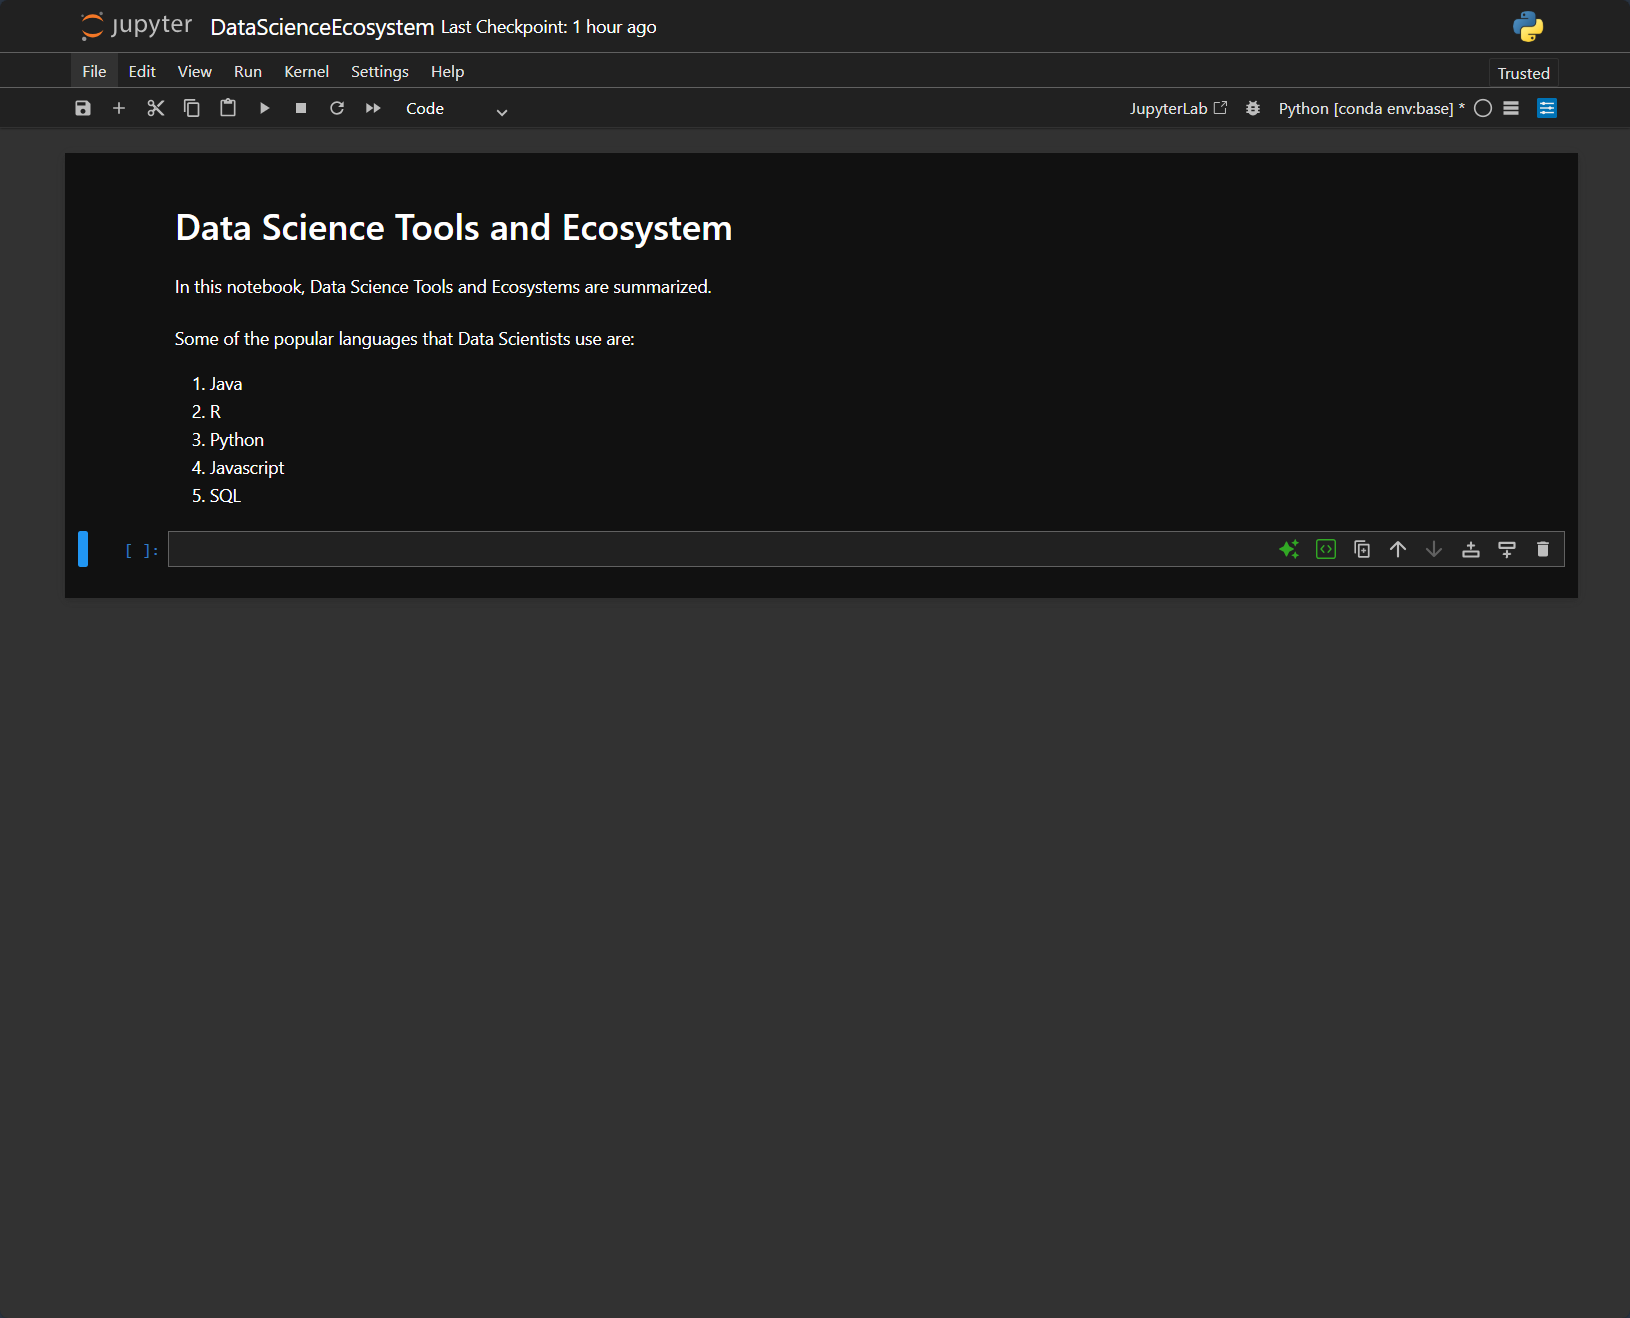 jupyter DataScienceEcosystem Last Checkpoint: 1 hour ago
File Edit View Run Kernel Settings Help Trusted
Code JupyterLab Python [conda env:base] *
Data Science Tools and Ecosystem
In this notebook, Data Science Tools and Ecosystems are summarized.
Some of the popular languages that Data Scientists use are:
1. Java
2. R
3. Python
4. Javascript
5. SQL
[ ]: